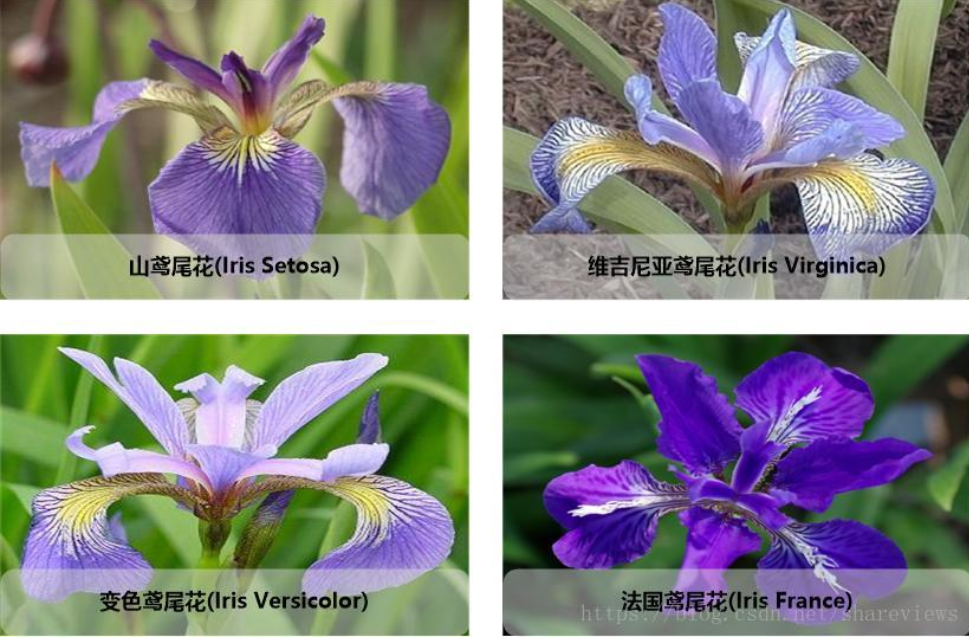 山鸢尾花(Iris Setosa)
维吉尼亚鸢尾花(Iris Virginica)
变色鸢尾花(Iris Versicolor)
法国鸢尾花(Iris France)
https://blog.csdn.net/shareviews